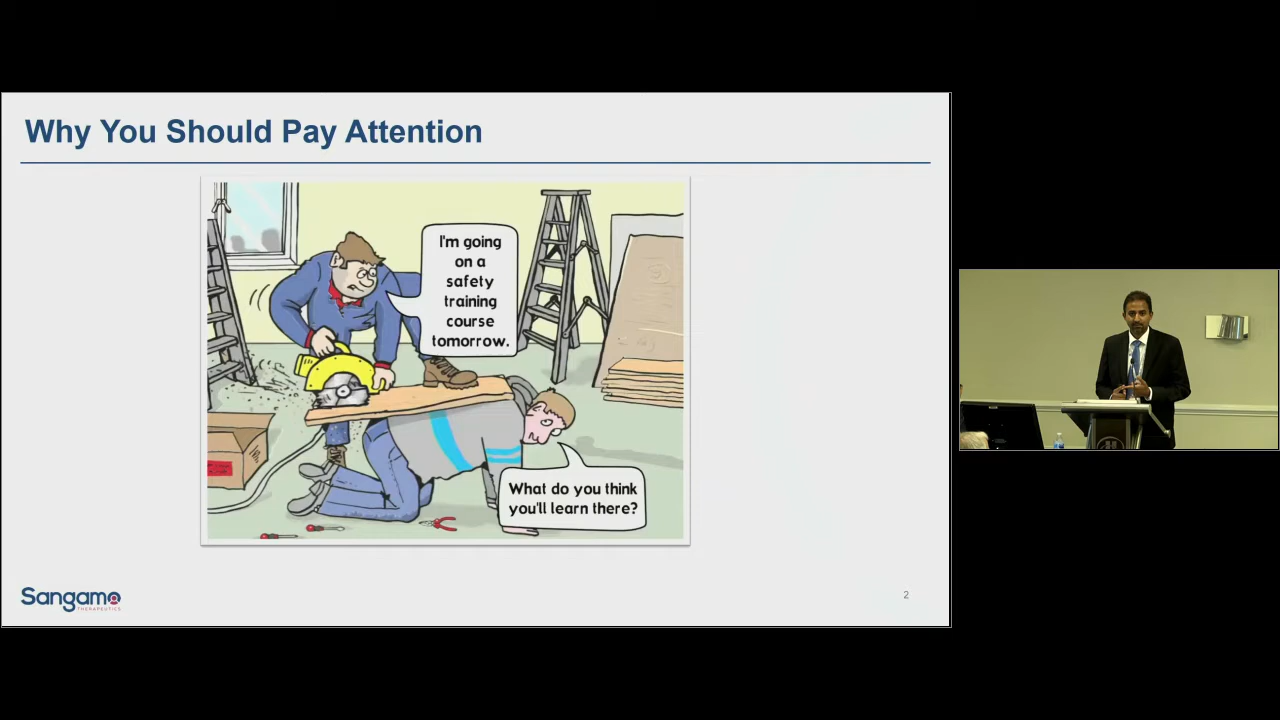 Why You Should Pay Attention
I'm going
on a
safety
training
course
tomorrow.
What do you think
you'll learn there?
Sangamo
THERAPEUTICS
2